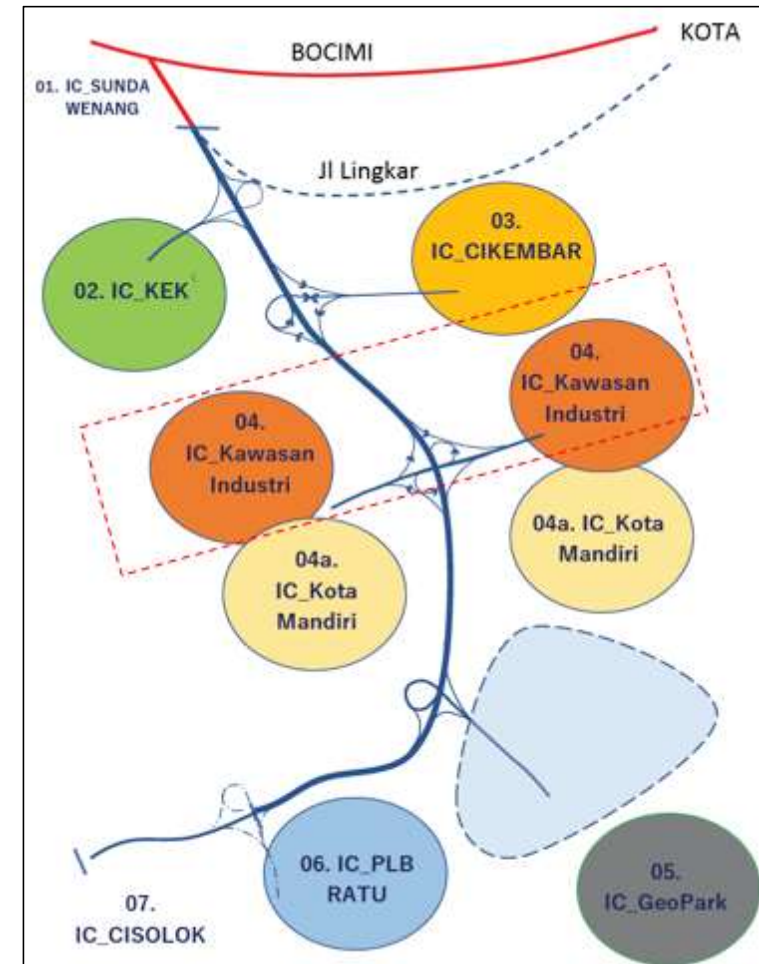 KOTA
BOCIMI
01. IC_SUNDA
WENANG
Jl Lingkar
03.
IC_CIKEMBAR
02. IC_KEK
04.
IC_Kawasan
Industri
04.
IC_Kawasan
Industri
04a. IC_Kota
Mandiri
04a.
IC_Kota
Mandiri
06. IC_PLB
RATU
05.
IC_GeoPark
07.
IC_CISOLOK